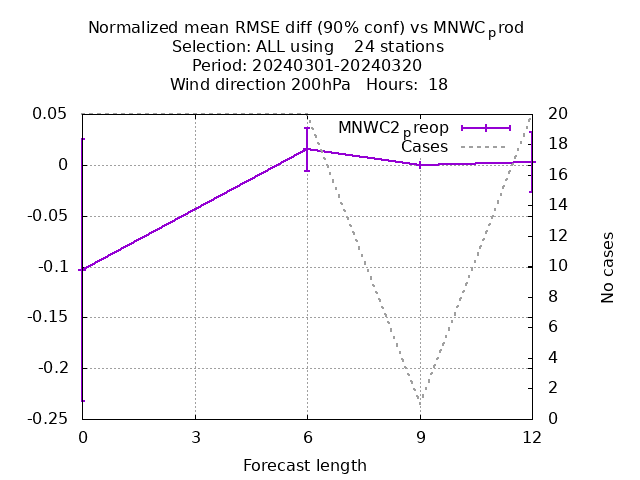 Normalized mean RMSE diff (90% conf) vs MNWCprod
Selection: ALL using    24 stations
Period: 20240301-20240320
Wind direction 200hPa   Hours:  18
MNWC2preop
Cases
0.05
0
-0.05
-0.1
-0.15
-0.2
-0.25
20
18
16
14
12
10
8
6
4
2
0
No cases
0 3 6 9 12
Forecast length